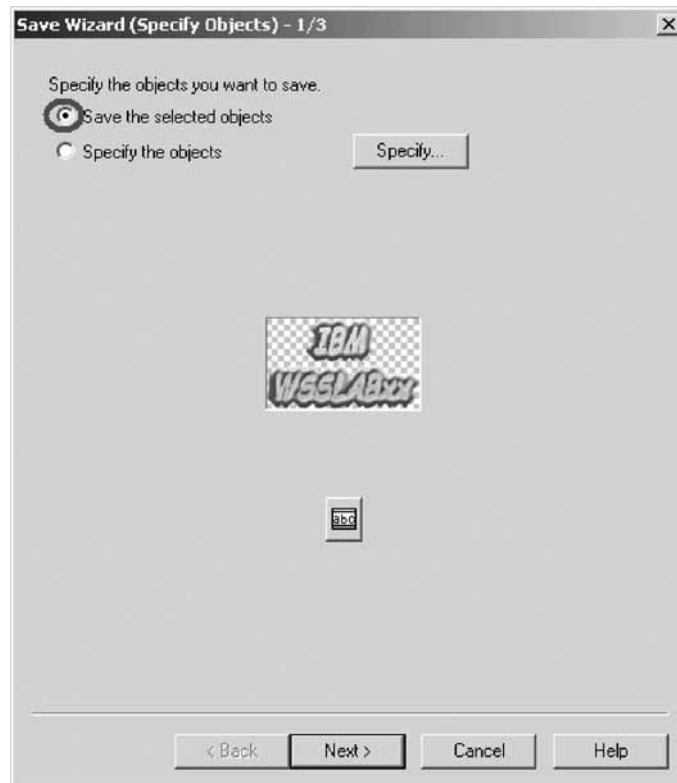 Save Wizard (Specify Objects) - 1/3
Specify the objects you want to save.
Save the selected objects
Specify the objects
Specify...
IBM
WSSLABxx
abc
< Back
Next >
Cancel
Help